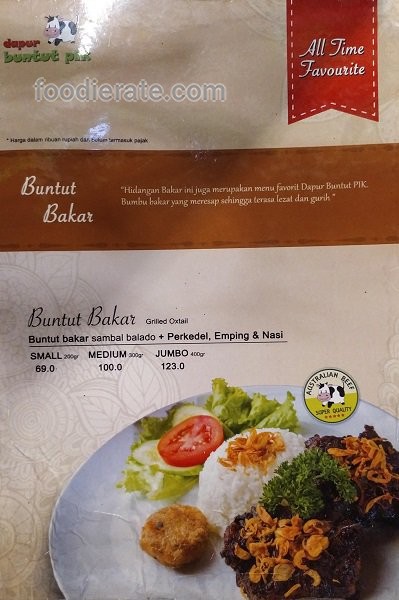 dapur
buntut pik
foodierate.com
All Time
Favourite
* Harga dalam ribuan rupiah dan belum termasuk pajak
Buntut
Bakar
"Hidangan Bakar ini juga merupakan menu favorit Dapur Buntut PIK.
Bumbu bakar yang meresap sehingga terasa lezat dan gurih "
Buntut Bakar Grilled Oxtail
Buntut bakar sambal balado + Perkedel, Emping & Nasi
SMALL 200gr MEDIUM 300gr JUMBO 400gr
69.0 100.0 123.0
AUSTRALIAN BEEF
SUPER QUALITY